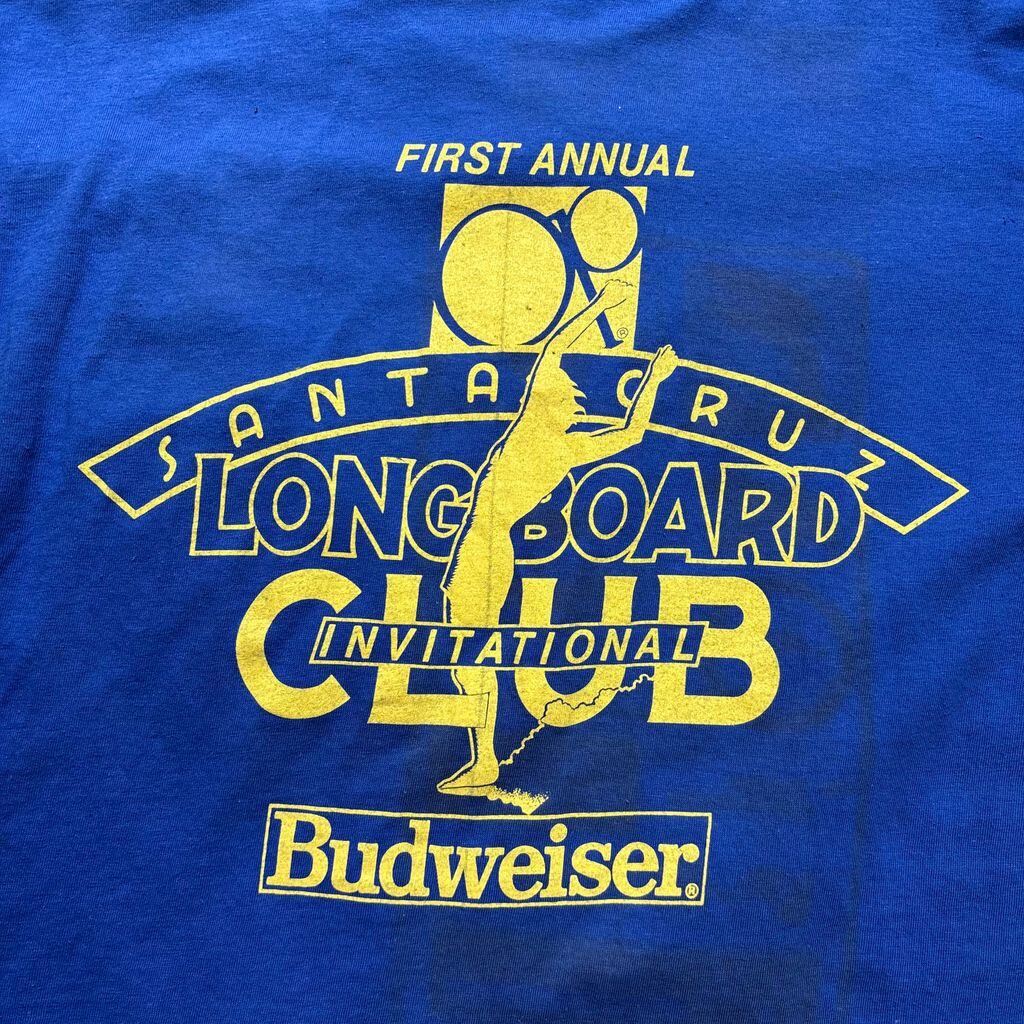 FIRST ANNUAL
®
SANTA CRUZ
LONGBOARD
CLUB
INVITATIONAL
Budweiser®